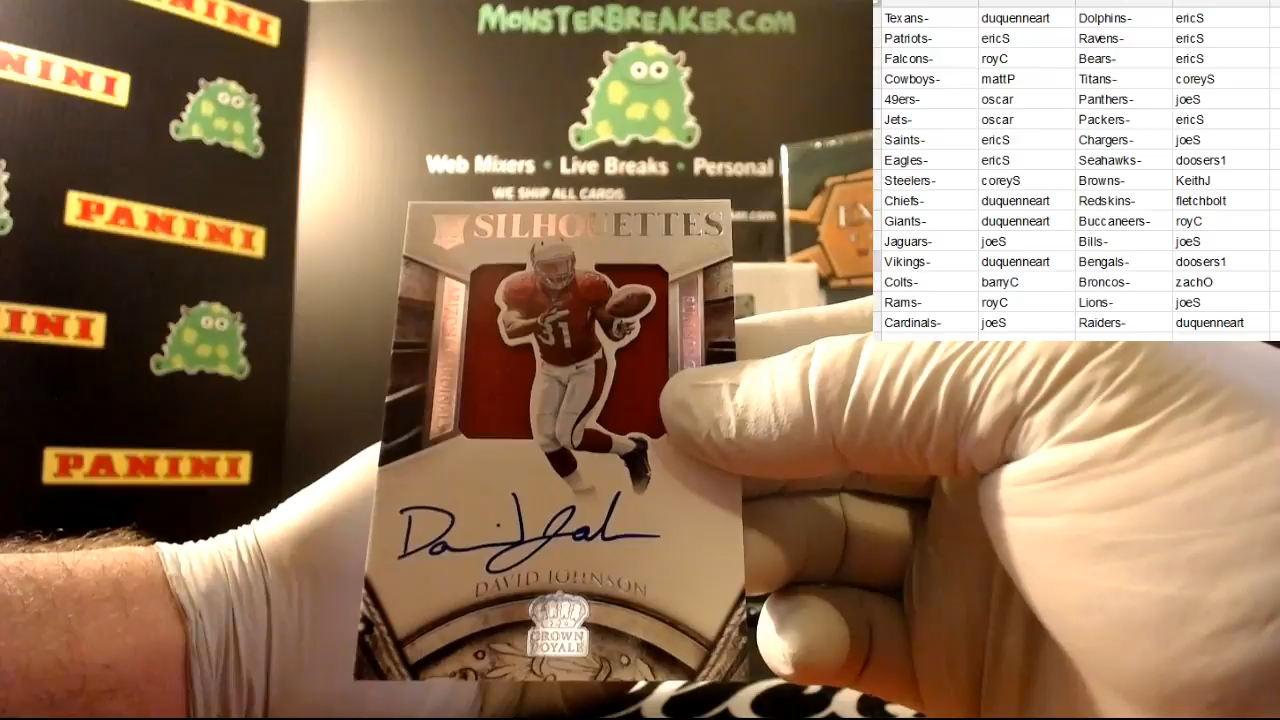 MONSTERBREAKER.COM
Web Mixers • Live Breaks • Personal
WE SHIP ALL CARDS
PANINI
PANINI
PANINI
SILHOUETTES
31
David Johnson
DAVID JOHNSON
CROWN
ROYALE
Texans- duquenneart Dolphins- ericS
Patriots- ericS Ravens- ericS
Falcons- royC Bears- ericS
Cowboys- mattP Titans- coreyS
49ers- oscar Panthers- joeS
Jets- oscar Packers- ericS
Saints- ericS Chargers- joeS
Eagles- ericS Seahawks- doosers1
Steelers- coreyS Browns- KeithJ
Chiefs- duquenneart Redskins- fletchbolt
Giants- duquenneart Buccaneers- royC
Jaguars- joeS Bills- joeS
Vikings- duquenneart Bengals- doosers1
Colts- barryC Broncos- zachO
Rams- royC Lions- joeS
Cardinals- joeS Raiders- duquenneart